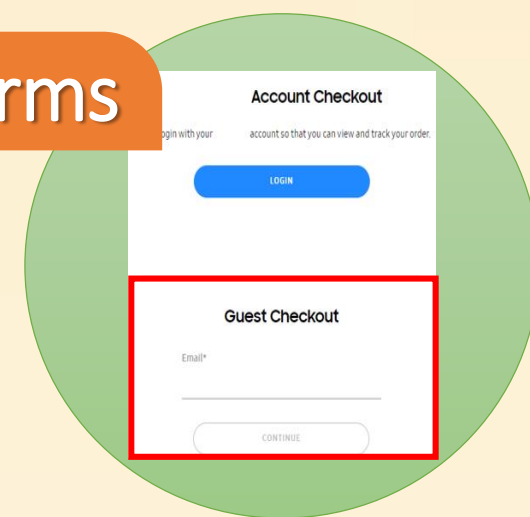 rms
Account Checkout
ogin with your account so that you can view and track your order.
LOGIN
Guest Checkout
Email*
CONTINUE